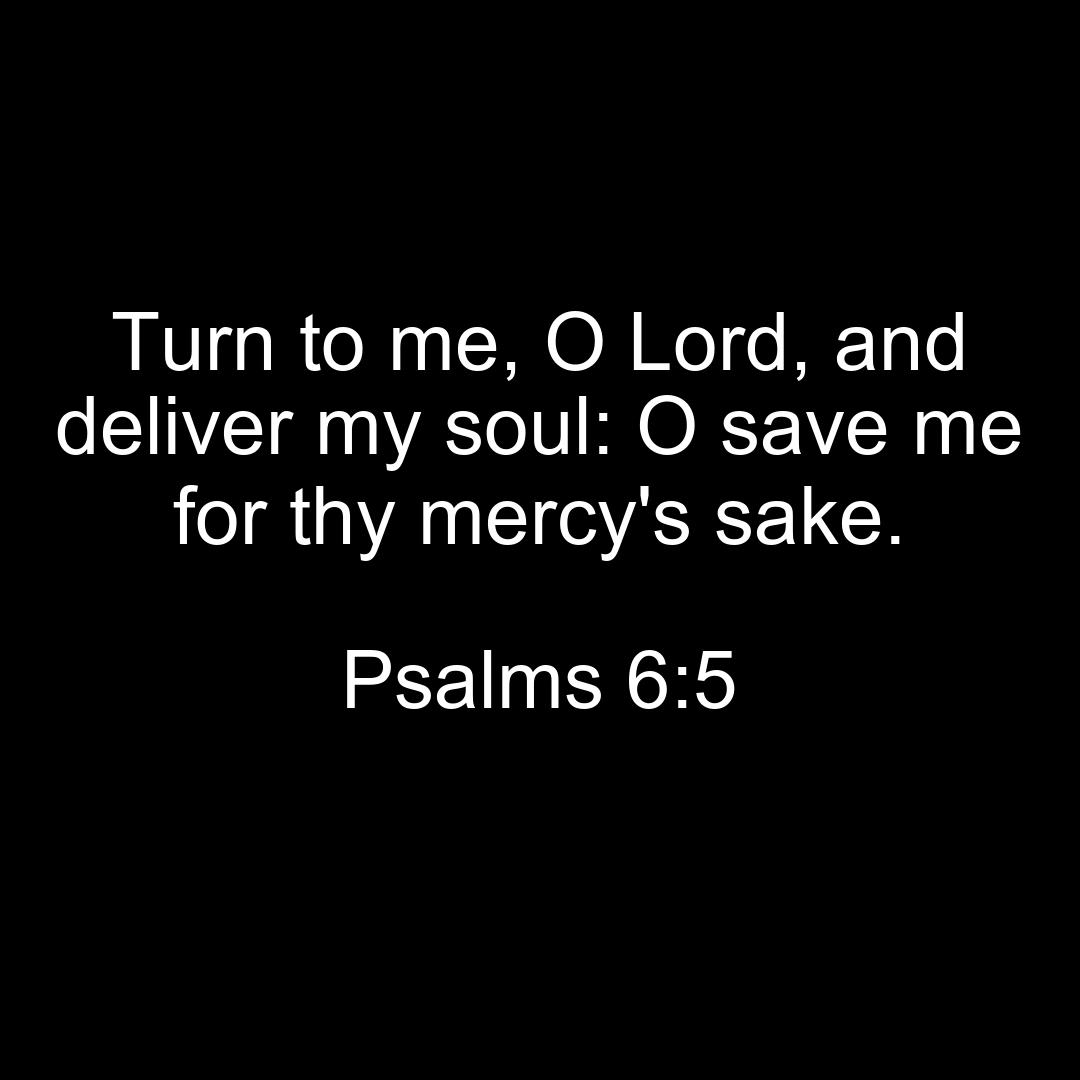 Turn to me, O Lord, and
deliver my soul: O save me
for thy mercy's sake.
Psalms 6:5